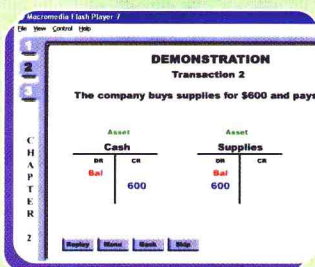 Macromedia Flash Player 7
File View Control Help
1
2
3
DEMONSTRATION
Transaction 2
The company buys supplies for $600 and pays
Asset Asset
Cash Supplies
DR CR DR CR
Bal Bal
600 600
CHAPTER
2
Replay Menu Back Skip